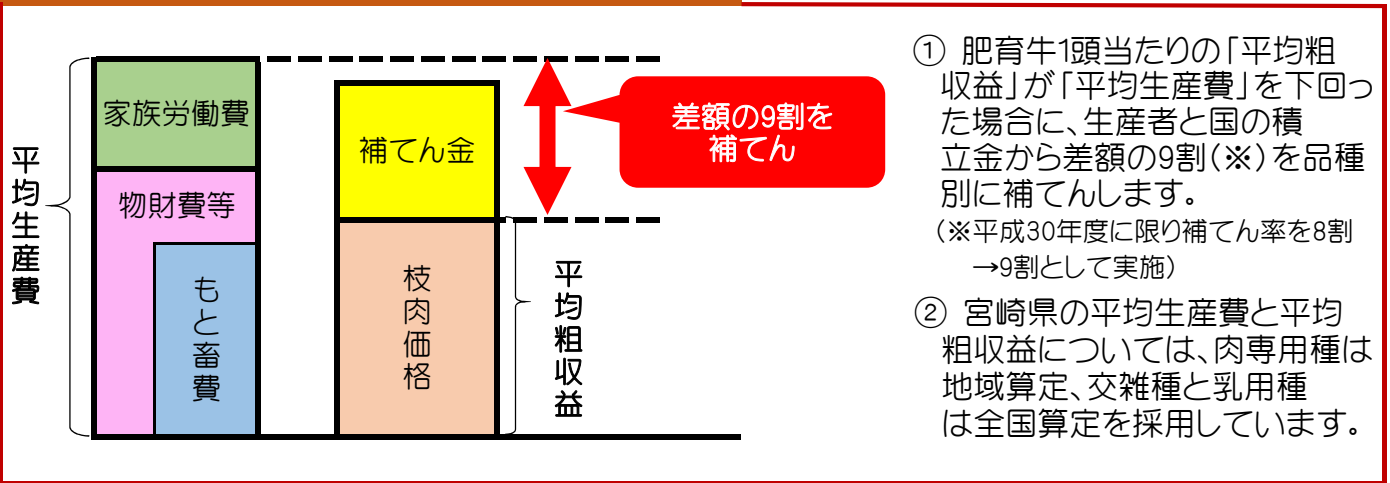 平均生産費
家族労働費
物財費等
もと畜費
補てん金
枝肉価格
平均粗収益
差額の9割を
補てん
① 肥育牛1頭当たりの「平均粗
収益」が「平均生産費」を下回っ
た場合に、生産者と国の積
立金から差額の9割(※)を品種
別に補てんします。
(※平成30年度に限り補てん率を8割
→9割として実施)
② 宮崎県の平均生産費と平均
粗収益については、肉専用種は
地域算定、交雑種と乳用種
は全国算定を採用しています。